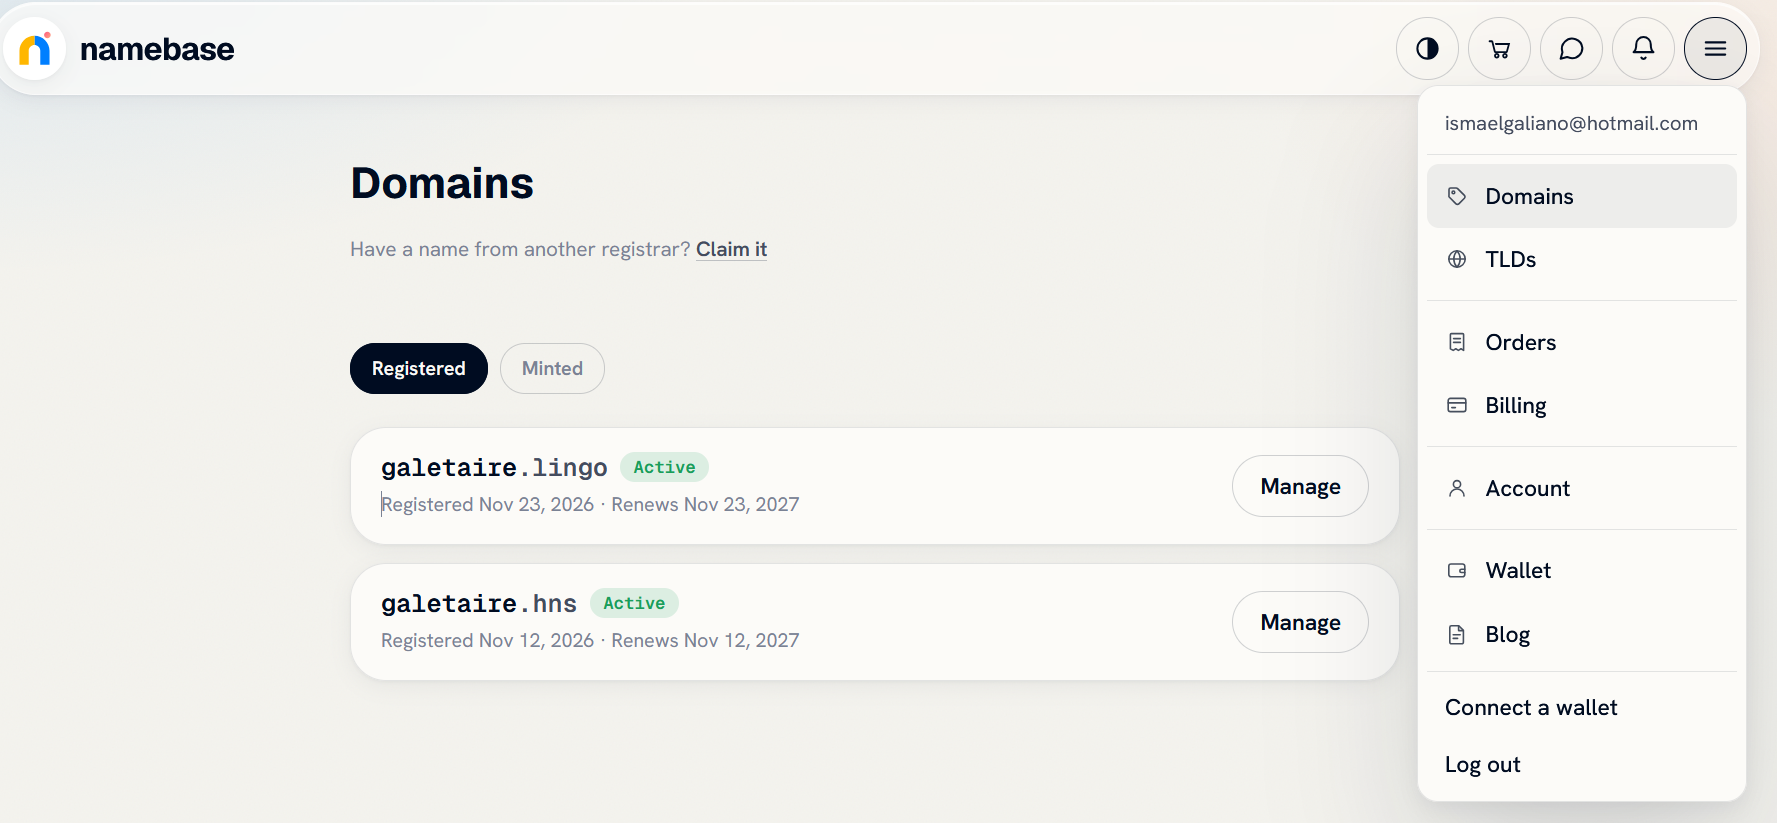 namebase
ismaelgaliano@hotmail.com
Domains
Have a name from another registrar? Claim it
Registered
Minted
galetaire.lingo Active
Registered Nov 23, 2026 · Renews Nov 23, 2027
Manage
galetaire.hns Active
Registered Nov 12, 2026 · Renews Nov 12, 2027
Manage
Domains
TLDs
Orders
Billing
Account
Wallet
Blog
Connect a wallet
Log out